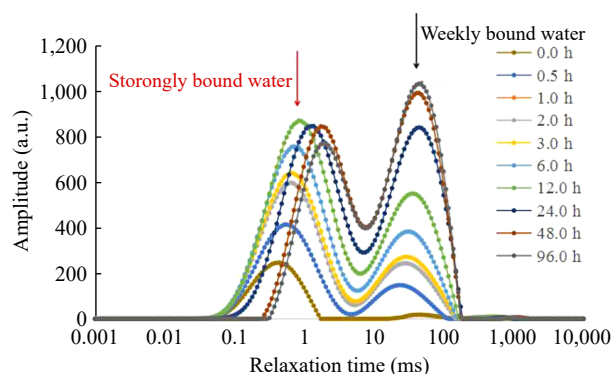 1,200
1,000
800
600
400
200
0
Amplitude (a.u.)
Storongly bound water
Weekly bound water
0.0 h
0.5 h
1.0 h
2.0 h
3.0 h
6.0 h
12.0 h
24.0 h
48.0 h
96.0 h
0.001 0.01 0.1 1 10 100 1,000 10,000
Relaxation time (ms)